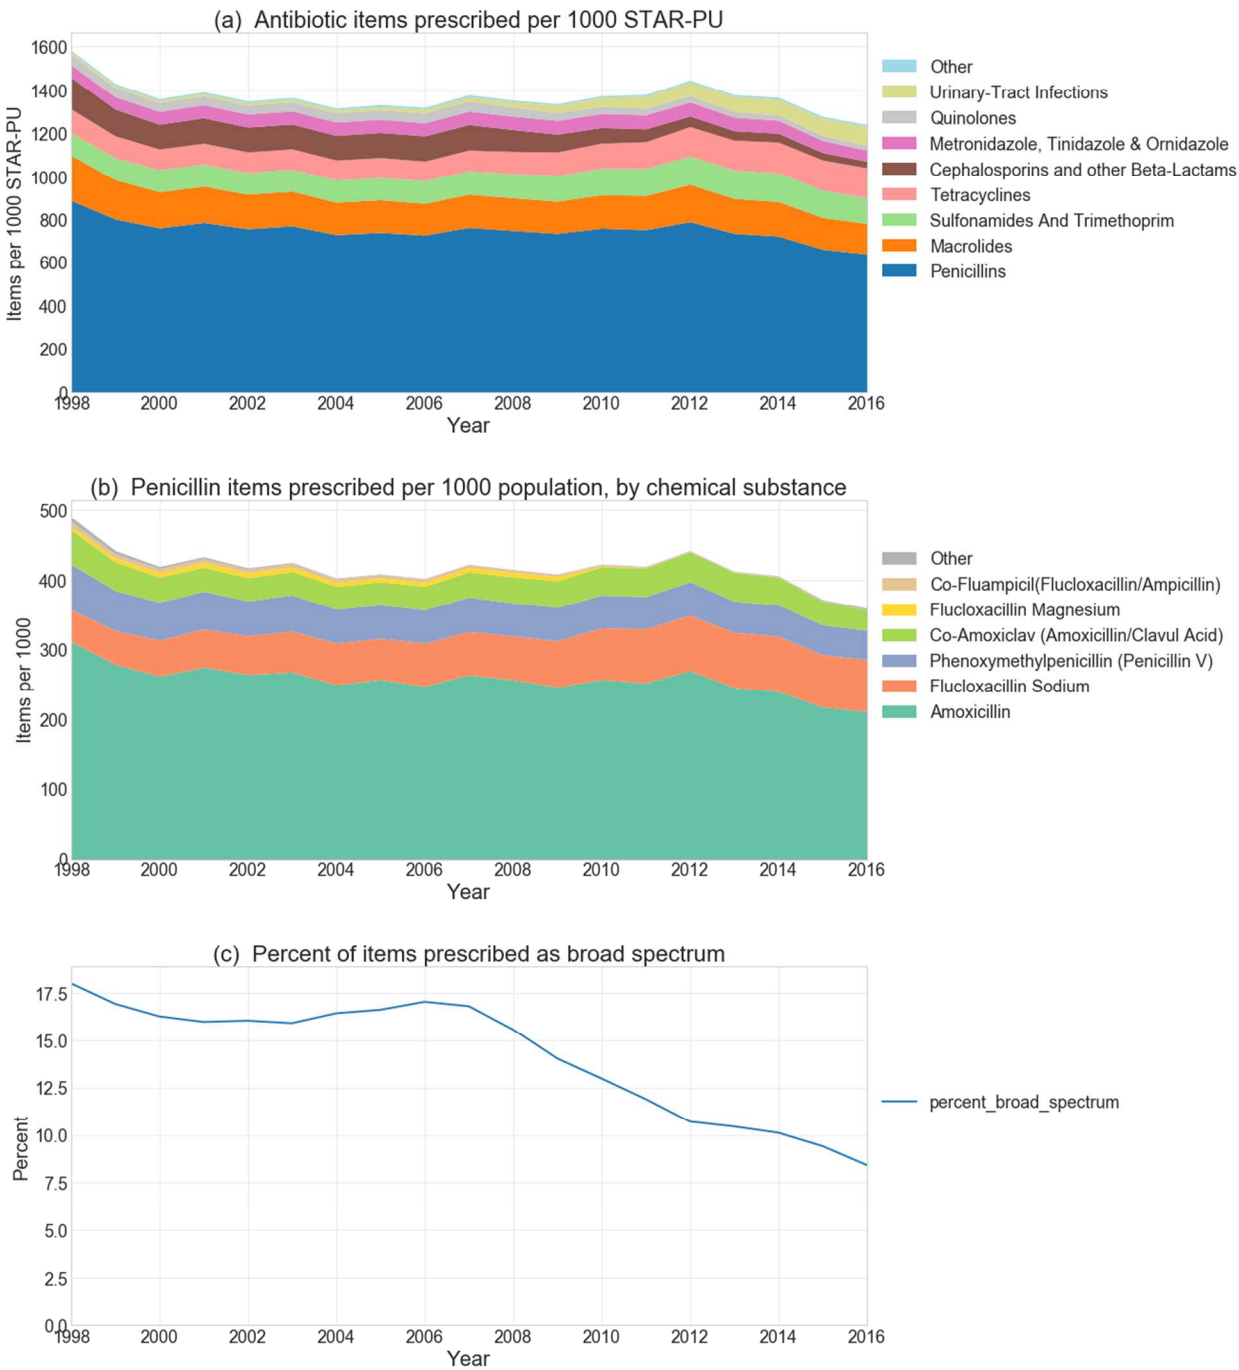 (a)  Antibiotic items prescribed per 1000 STAR-PU
1600
1400
1200
1000
800
600
400
200
0
Items per 1000 STAR-PU
1998 2000 2002 2004 2006 2008 2010 2012 2014 2016
Year
Other
Urinary-Tract Infections
Quinolones
Metronidazole, Tinidazole & Ornidazole
Cephalosporins and other Beta-Lactams
Tetracyclines
Sulfonamides And Trimethoprim
Macrolides
Penicillins
(b)  Penicillin items prescribed per 1000 population, by chemical substance
500
400
300
200
100
0
Items per 1000
1998 2000 2002 2004 2006 2008 2010 2012 2014 2016
Year
Other
Co-Fluampicil(Flucloxacillin/Ampicillin)
Flucloxacillin Magnesium
Co-Amoxiclav (Amoxicillin/Clavul Acid)
Phenoxymethylpenicillin (Penicillin V)
Flucloxacillin Sodium
Amoxicillin
(c)  Percent of items prescribed as broad spectrum
17.5
15.0
12.5
10.0
7.5
5.0
2.5
0.0
Percent
1998 2000 2002 2004 2006 2008 2010 2012 2014 2016
Year
percent_broad_spectrum